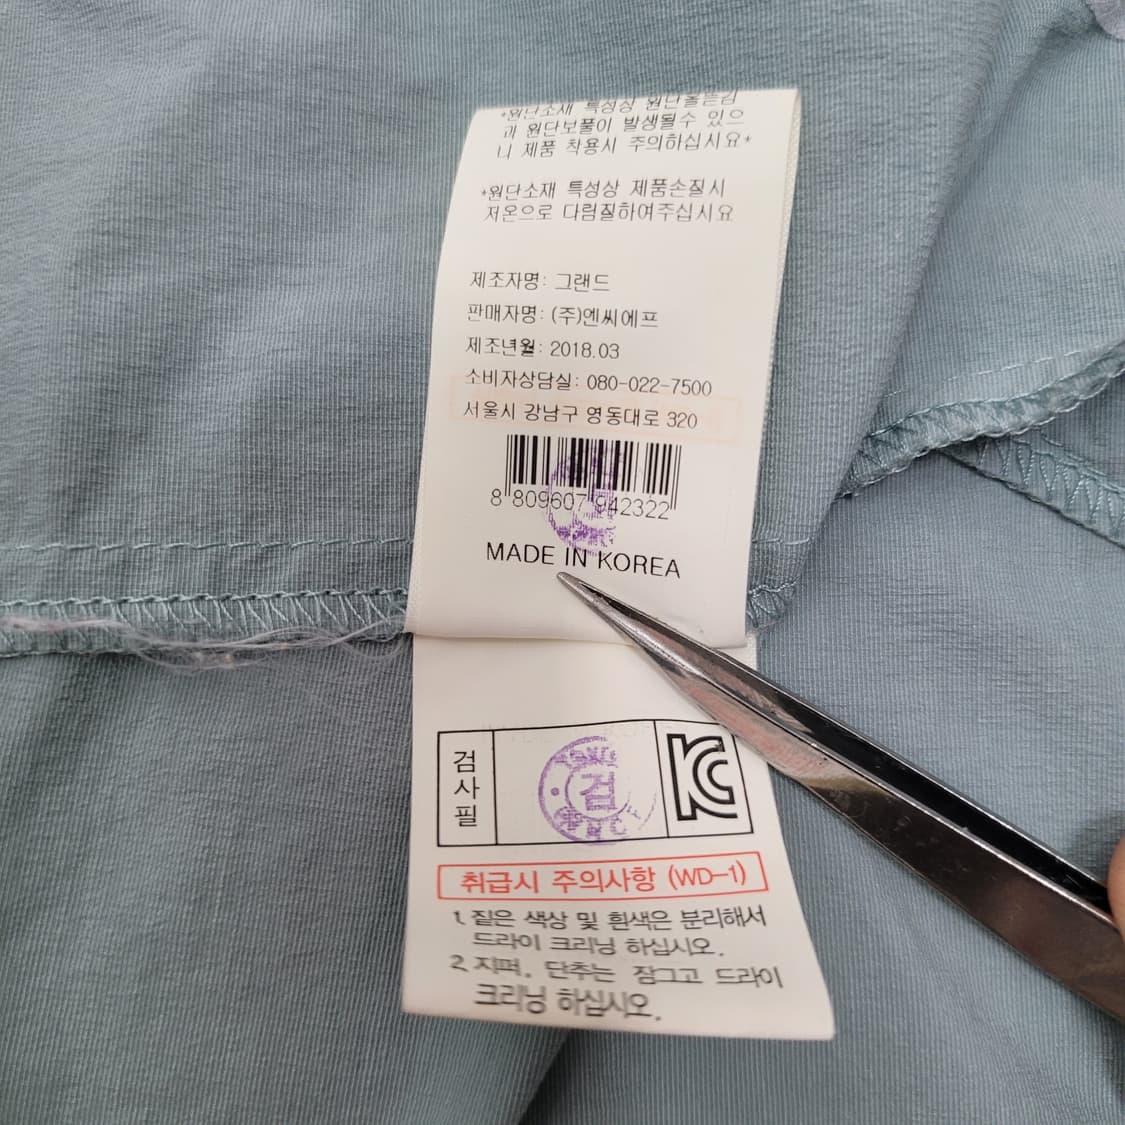 *원단소재 특성상 원단올뜯김
과 원단보풀이 발생될수 있으
니 제품 착용시 주의하십시요*
*원단소재 특성상 제품손질시
저온으로 다림질하여주십시요
제조자명: 그랜드
판매자명: (주)엔씨에프
제조년월: 2018.03
소비자상담실: 080-022-7500
서울시 강남구 영동대로 320
8 809607 942322
MADE IN KOREA
검사필
검
NCF
취급시 주의사항 (WD-1)
1. 짙은 색상 및 흰색은 분리해서
드라이 크리닝 하십시오.
2. 지퍼, 단추는 잠그고 드라이
크리닝 하십시오.